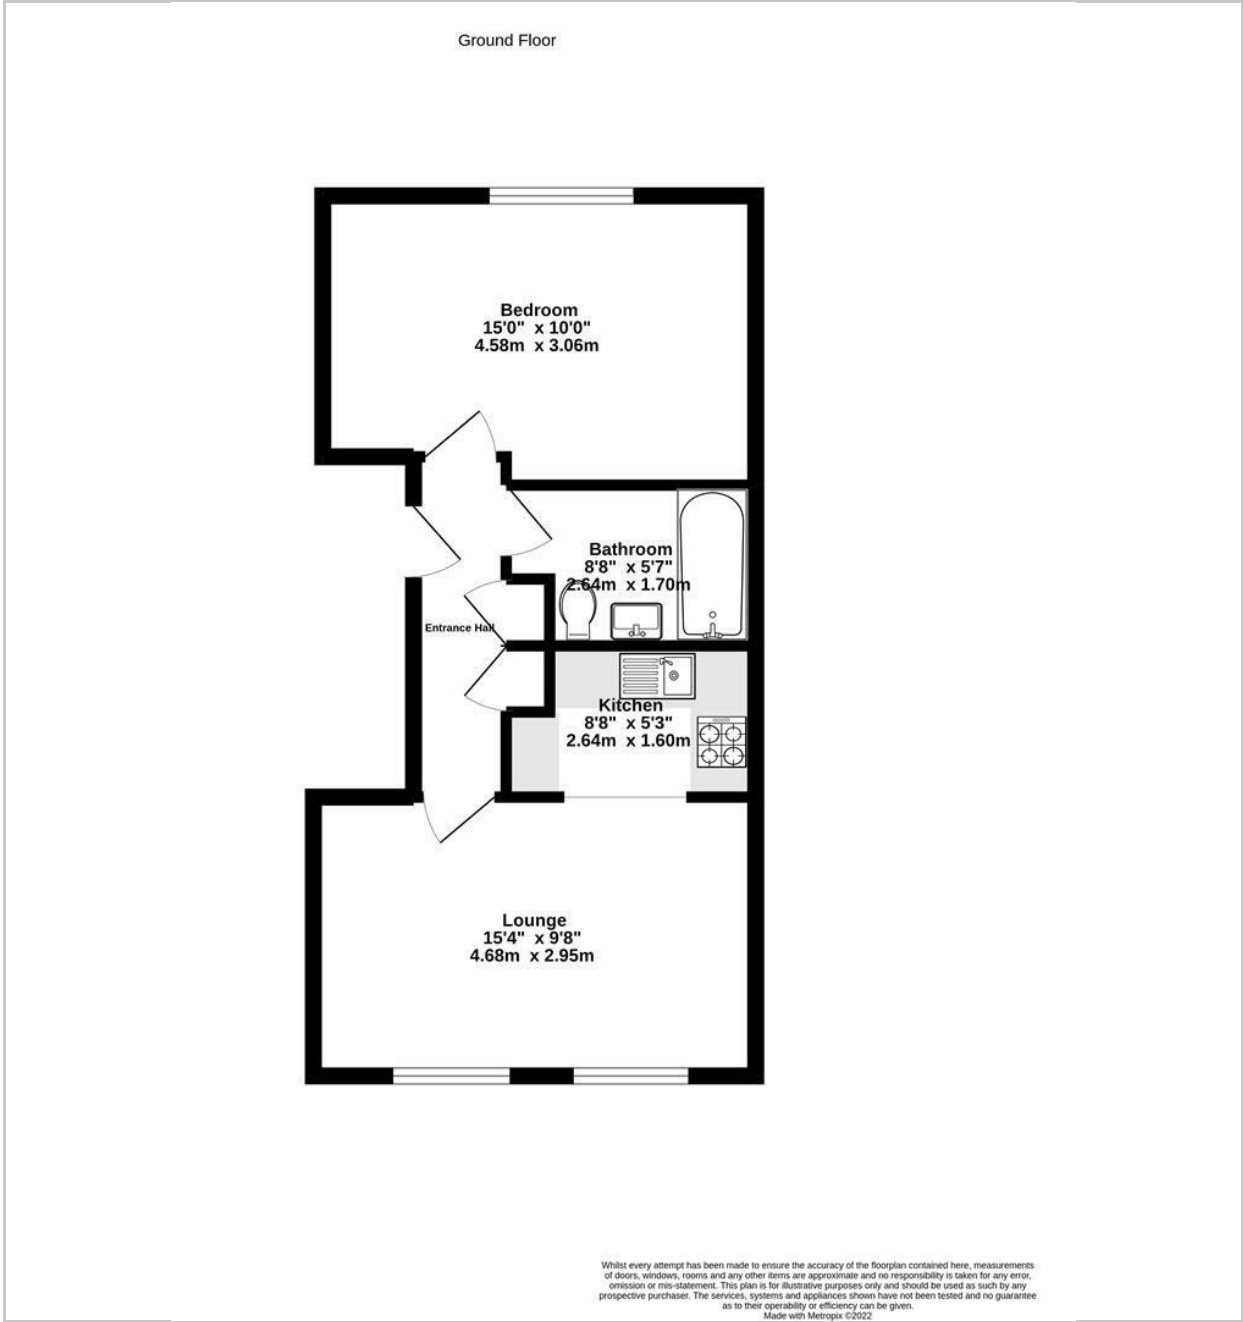 Ground Floor
Bedroom
15'0" x 10'0"
4.58m x 3.06m
Bathroom
8'8" x 5'7"
2.64m x 1.70m
Entrance Hall
Kitchen
8'8" x 5'3"
2.64m x 1.60m
Lounge
15'4" x 9'8"
4.68m x 2.95m
Whilst every attempt has been made to ensure the accuracy of the floorplan contained here, measurements
of doors, windows, rooms and any other items are approximate and no responsibility is taken for any error,
omission or mis-statement. This plan is for illustrative purposes only and should be used as such by any
prospective purchaser. The services, systems and appliances shown have not been tested and no guarantee
as to their operability or efficiency can be given.
Made with Metropix ©2022